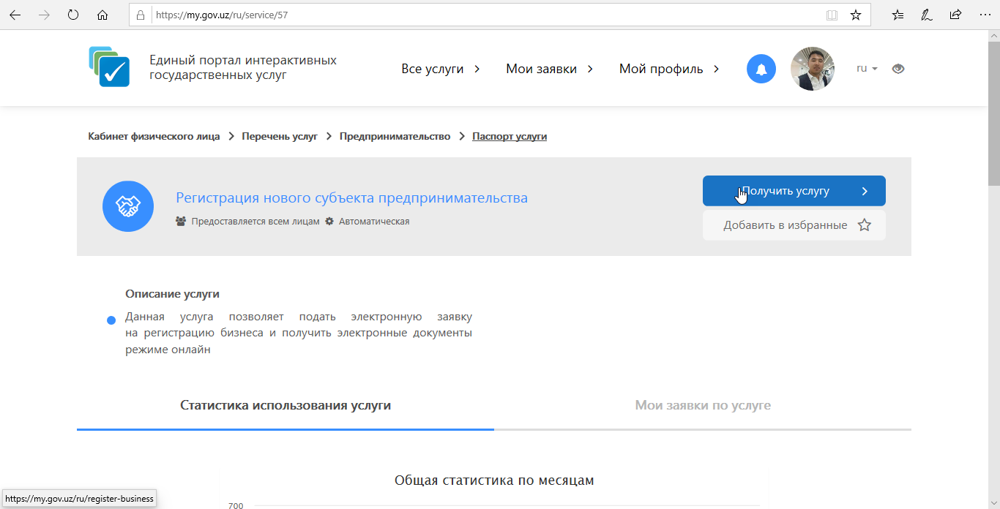 https://my.gov.uz/ru/service/57
Единый портал интерактивных
государственных услуг
Все услуги
Мои заявки
Мой профиль
ru
Кабинет физического лица
Перечень услуг
Предпринимательство
Паспорт услуги
Регистрация нового субъекта предпринимательства
Предоставляется всем лицам
Автоматическая
Получить услугу
Добавить в избранные
Описание услуги
Данная услуга позволяет подать электронную заявку
на регистрацию бизнеса и получить электронные документы
режиме онлайн
Статистика использования услуги
Мои заявки по услуге
Общая статистика по месяцам
700
https://my.gov.uz/ru/register-business